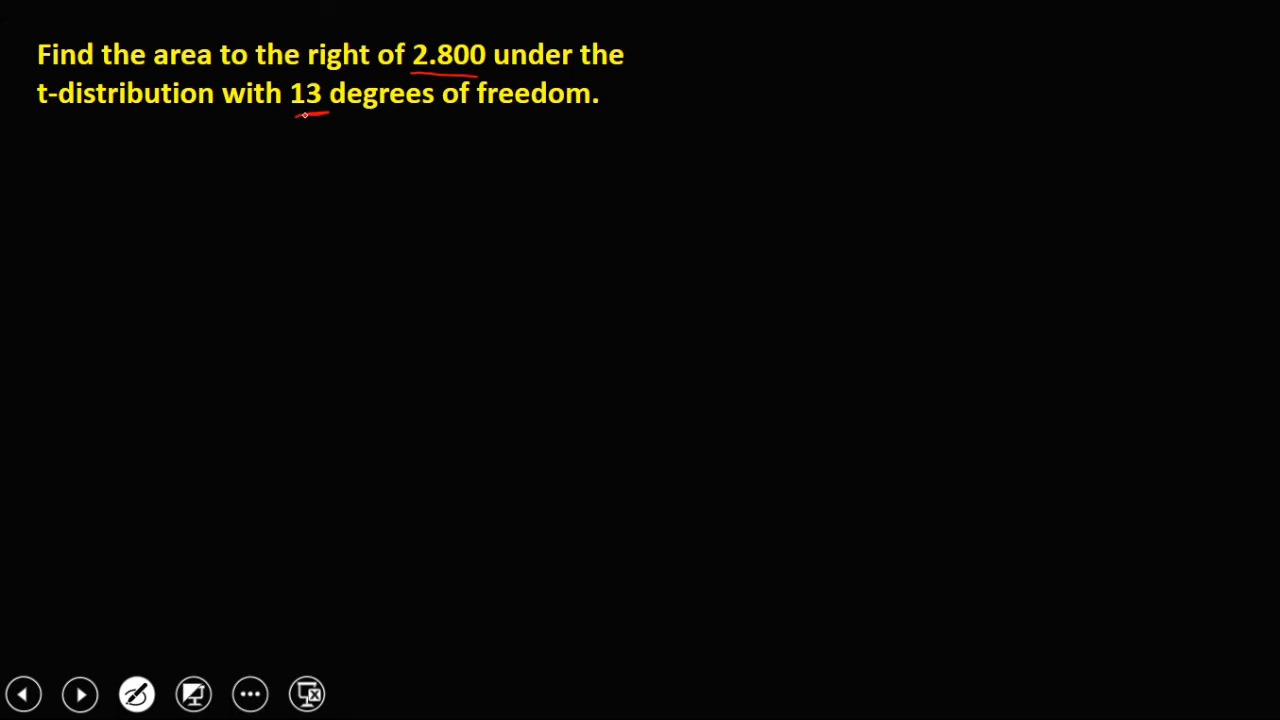 Find the area to the right of 2.800 under the
t-distribution with 13 degrees of freedom.